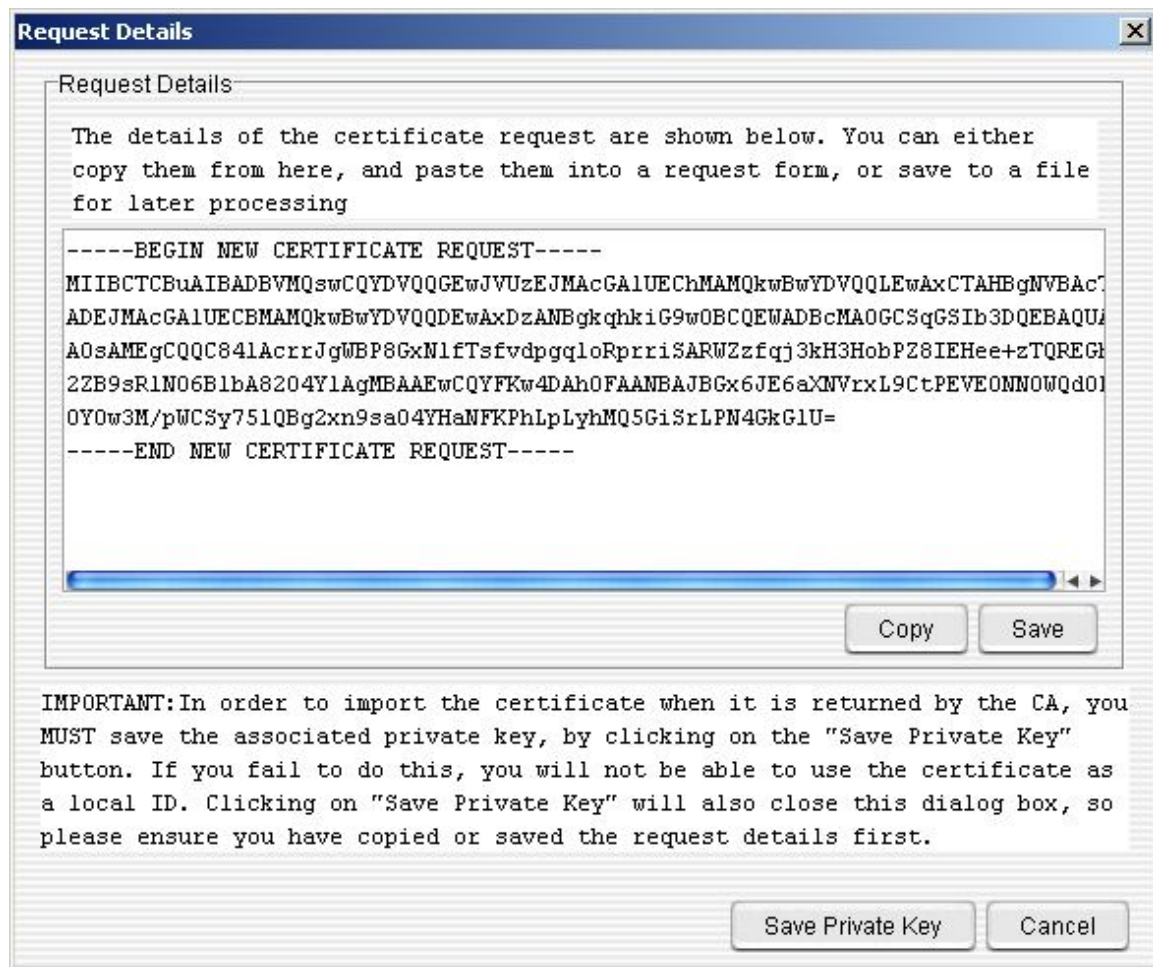 Request Details
Request Details
The details of the certificate request are shown below. You can either
copy them from here, and paste them into a request form, or save to a file
for later processing
-----BEGIN NEW CERTIFICATE REQUEST-----
MIIBCTCBuAIBADBVMQswCQYDVQQGEwJVUzEJMAcGA1UEChMAMQkwBwYDVQQLEwAxCTAHBgNVBAcT
ADEJMAcGA1UECBMAMQkwBwYDVQQDEwAxDzANBgkqhkiG9w0BCQEWADBcMA0GCSqGSIb3DQEBAQUA
A0sAMEgCQQC841AcrrJgWBP8GxNlfTsfvdpgqloRprriSARWZzfqj3kH3HobPZ8IEHee+zTQREGh
2ZB9sR1NO6B1bA8204Y1AgMBAAEwCQYFKw4DAh0FAANBAJBGx6JE6aXNVrxL9CtPEVEONNOWQdO
0YOw3M/pWCSy751QBg2xn9saO4YHaNFKPhLpLyhMQ5GiSrLPN4GkG1U=
-----END NEW CERTIFICATE REQUEST-----
Copy Save
IMPORTANT:In order to import the certificate when it is returned by the CA, you
MUST save the associated private key, by clicking on the "Save Private Key"
button. If you fail to do this, you will not be able to use the certificate as
a local ID. Clicking on "Save Private Key" will also close this dialog box, so
please ensure you have copied or saved the request details first.
Save Private Key Cancel